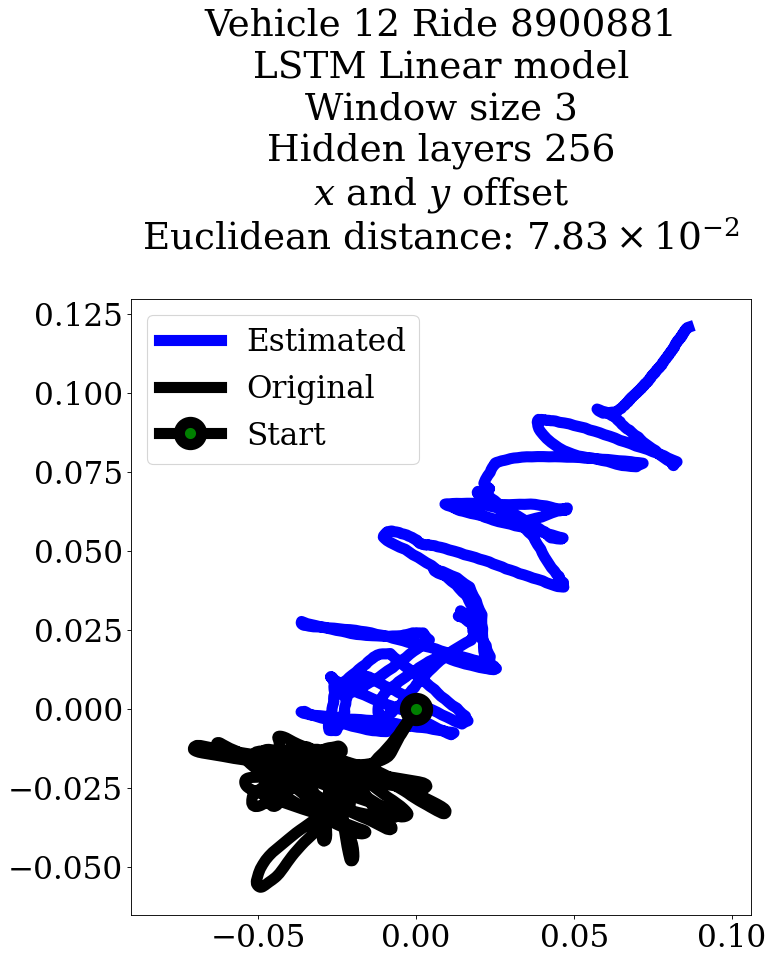 Vehicle 12 Ride 8900881
LSTM Linear model
Window size 3
Hidden layers 256
x and y offset
Euclidean distance: 7.83 × 10⁻²
0.125
0.100
0.075
0.050
0.025
0.000
−0.025
−0.050
Estimated
Original
Start
−0.05 0.00 0.05 0.10